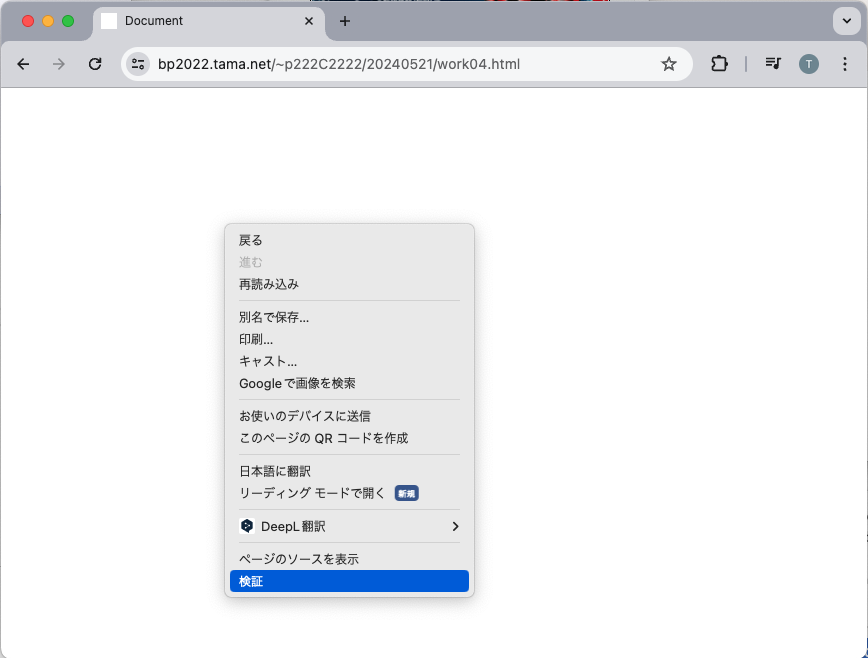 Document
bp2022.tama.net/~p222C2222/20240521/work04.html
T
戻る
進む
再読み込み
別名で保存...
印刷...
キャスト...
Googleで画像を検索
お使いのデバイスに送信
このページの QR コードを作成
日本語に翻訳
リーディング モードで開く 新規
DeepL翻訳
ページのソースを表示
検証